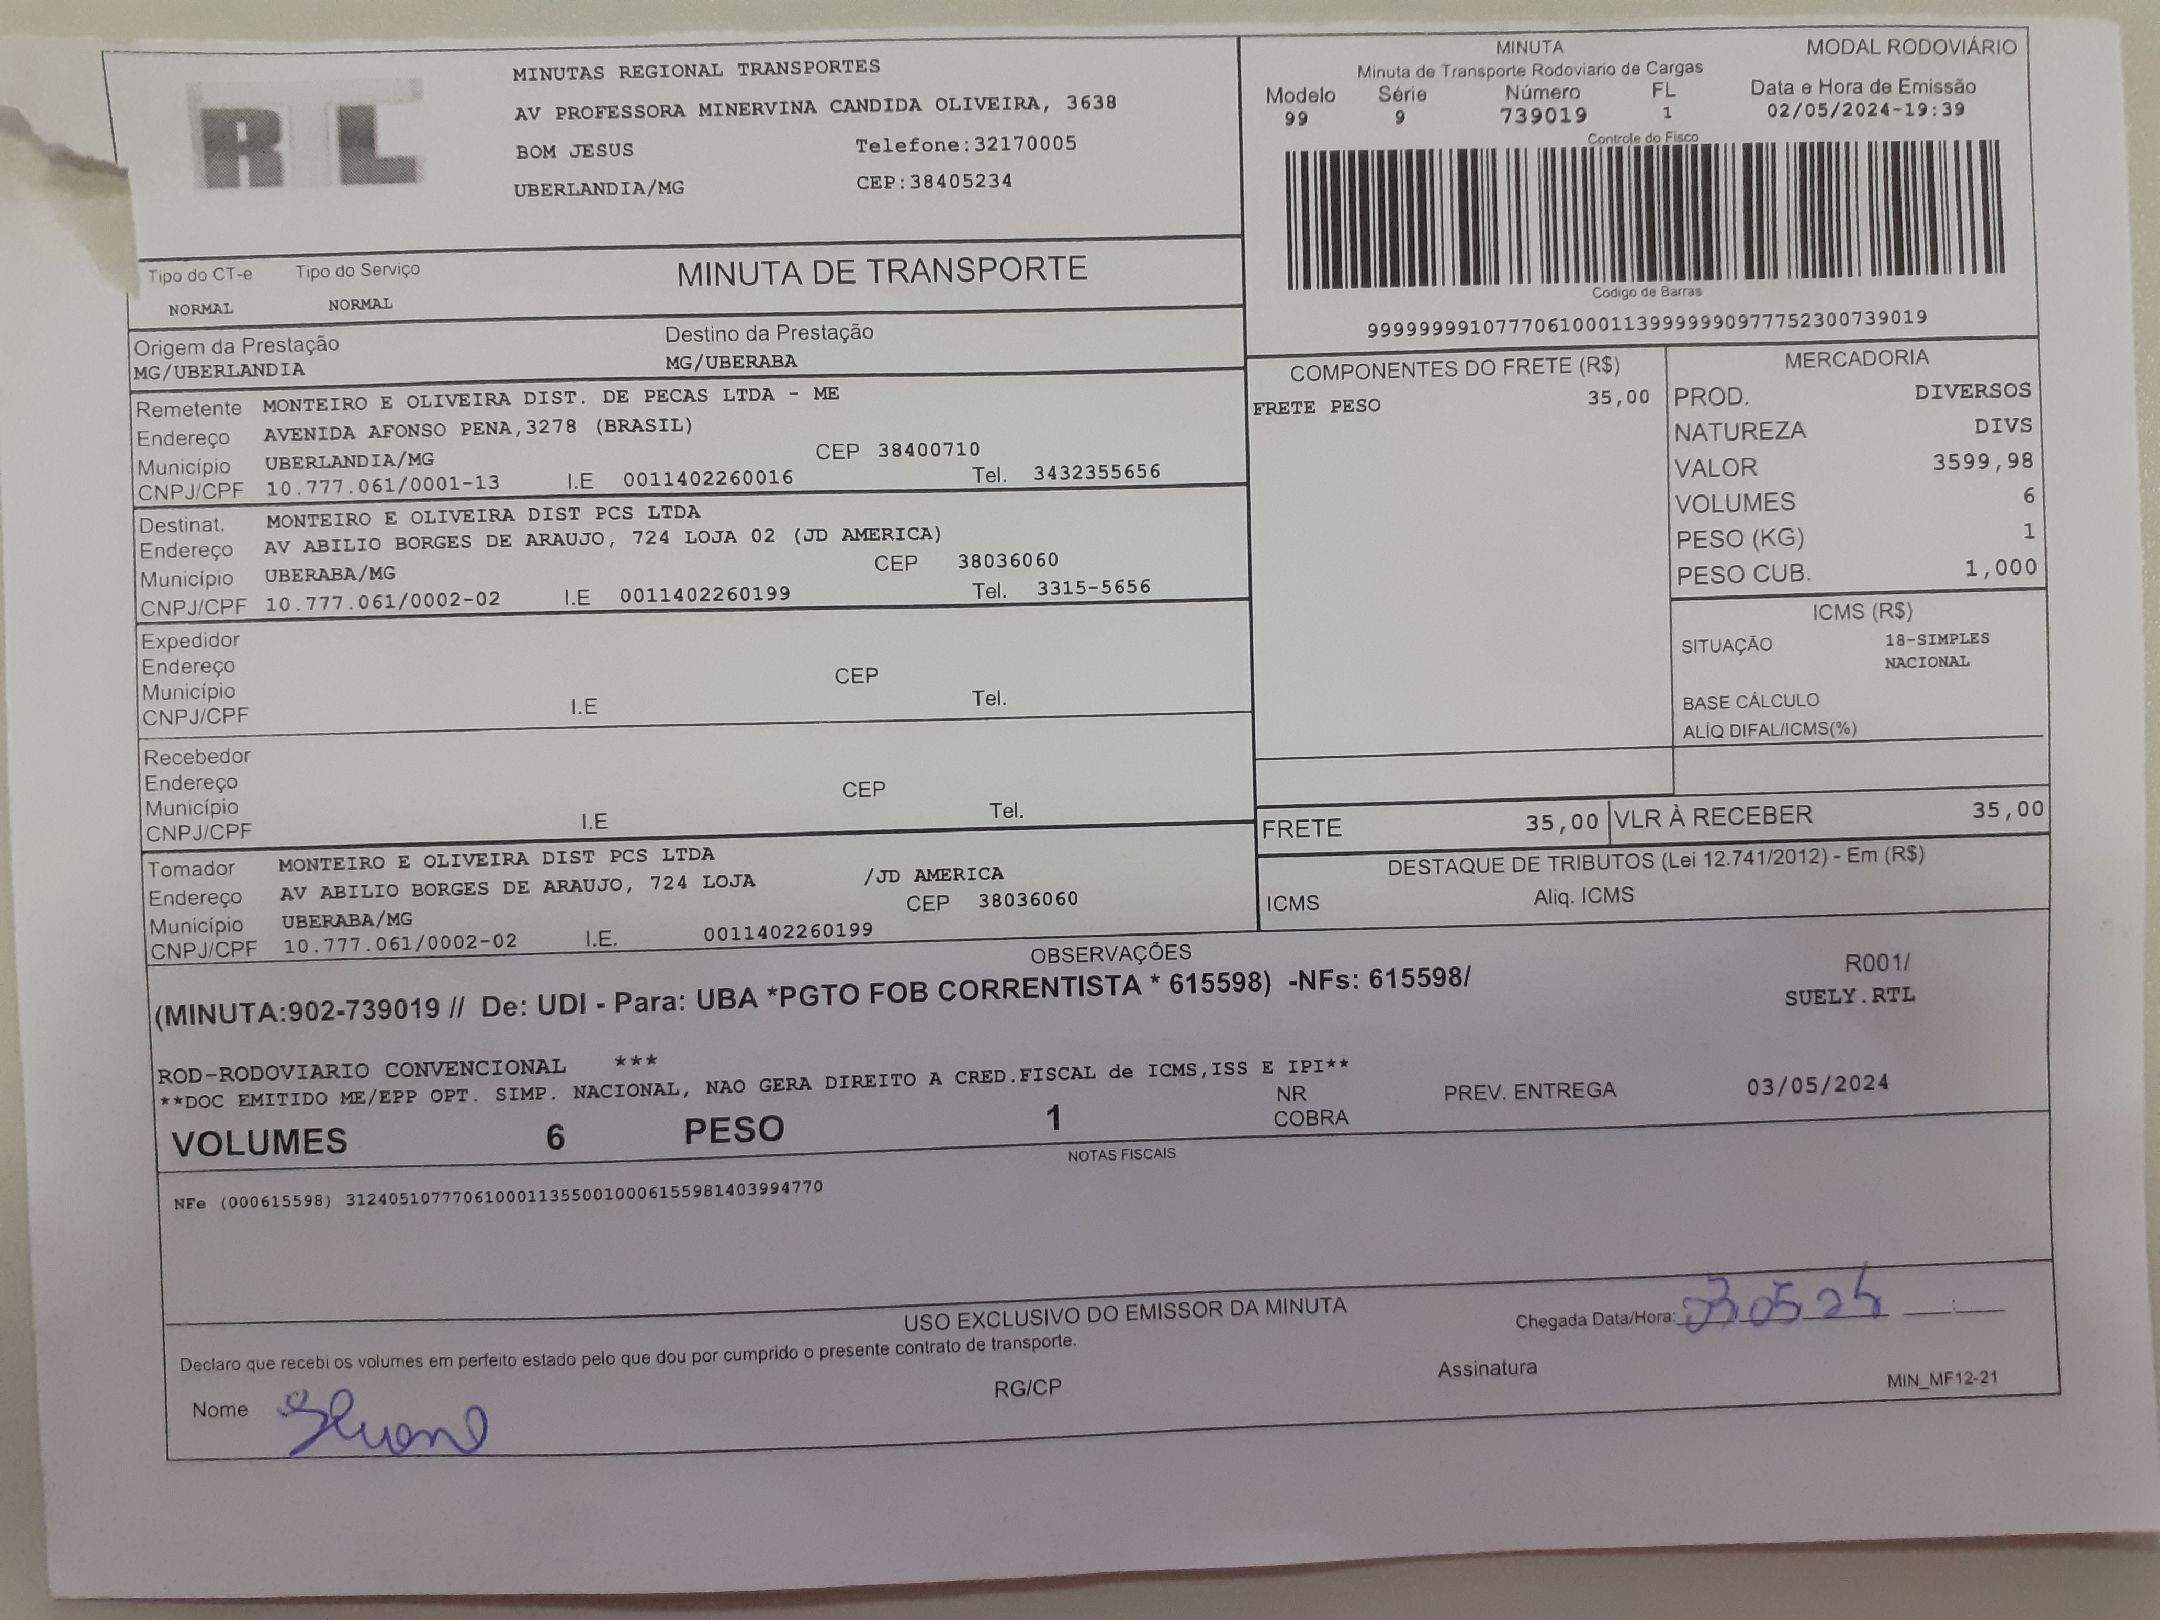 RTL
MINUTAS REGIONAL TRANSPORTES
AV PROFESSORA MINERVINA CANDIDA OLIVEIRA, 3638
BOM JESUS Telefone:32170005
UBERLANDIA/MG CEP:38405234
MINUTA MODAL RODOVIÁRIO
Minuta de Transporte Rodoviario de Cargas
Modelo Série Número FL Data e Hora de Emissão
99 9 739019 1 02/05/2024-19:39
Controle do Fisco
Codigo de Barras
Tipo do CT-e Tipo do Serviço MINUTA DE TRANSPORTE
NORMAL NORMAL
Origem da Prestação Destino da Prestação
MG/UBERLANDIA MG/UBERABA
Remetente MONTEIRO E OLIVEIRA DIST. DE PECAS LTDA - ME
Endereço AVENIDA AFONSO PENA,3278 (BRASIL)
Município UBERLANDIA/MG CEP 38400710
CNPJ/CPF 10.777.061/0001-13 I.E 0011402260016 Tel. 3432355656
Destinat. MONTEIRO E OLIVEIRA DIST PCS LTDA
Endereço AV ABILIO BORGES DE ARAUJO, 724 LOJA 02 (JD AMERICA)
Município UBERABA/MG CEP 38036060
CNPJ/CPF 10.777.061/0002-02 I.E 0011402260199 Tel. 3315-5656
Expedidor
Endereço
Município CEP
CNPJ/CPF I.E Tel.
Recebedor
Endereço
Município CEP
CNPJ/CPF I.E Tel.
Tomador MONTEIRO E OLIVEIRA DIST PCS LTDA
Endereço AV ABILIO BORGES DE ARAUJO, 724 LOJA /JD AMERICA
Município UBERABA/MG CEP 38036060
CNPJ/CPF 10.777.061/0002-02 I.E. 0011402260199
COMPONENTES DO FRETE (R$)
FRETE PESO 35,00
MERCADORIA
PROD. DIVERSOS
NATUREZA DIVS
VALOR 3599,98
VOLUMES 6
PESO (KG) 1
PESO CUB. 1,000
ICMS (R$)
SITUAÇÃO 18-SIMPLES
NACIONAL
BASE CÁLCULO
ALÍQ DIFAL/ICMS(%)
FRETE 35,00 VLR À RECEBER 35,00
DESTAQUE DE TRIBUTOS (Lei 12.741/2012) - Em (R$)
ICMS Aliq. ICMS
OBSERVAÇÕES
(MINUTA:902-739019 // De: UDI - Para: UBA *PGTO FOB CORRENTISTA * 615598) -NFs: 615598/
R001/
SUELY.RTL
ROD-RODOVIARIO CONVENCIONAL ***
**DOC EMITIDO ME/EPP OPT. SIMP. NACIONAL, NAO GERA DIREITO A CRED.FISCAL de ICMS,ISS E IPI**
VOLUMES 6 PESO 1 NR
COBRA
PREV. ENTREGA 03/05/2024
NOTAS FISCAIS
NFe (000615598) 31240510777061000113550010006155981403994770
USO EXCLUSIVO DO EMISSOR DA MINUTA
Declaro que recebi os volumes em perfeito estado pelo que dou por cumprido o presente contrato de transporte.
Chegada Data/Hora: 03 05 24
Nome RG/CP Assinatura
MIN_MF12-21